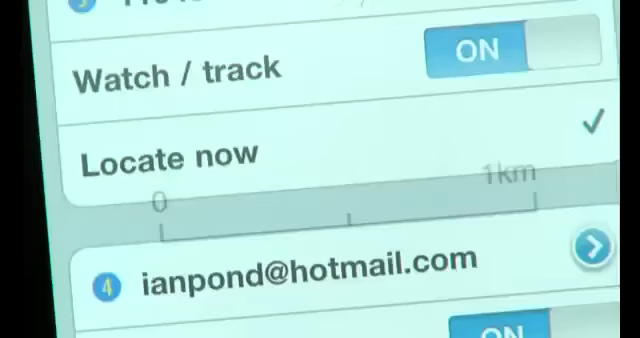 Watch / track ON
Locate now
0 1km
4 ianpond@hotmail.com
ON